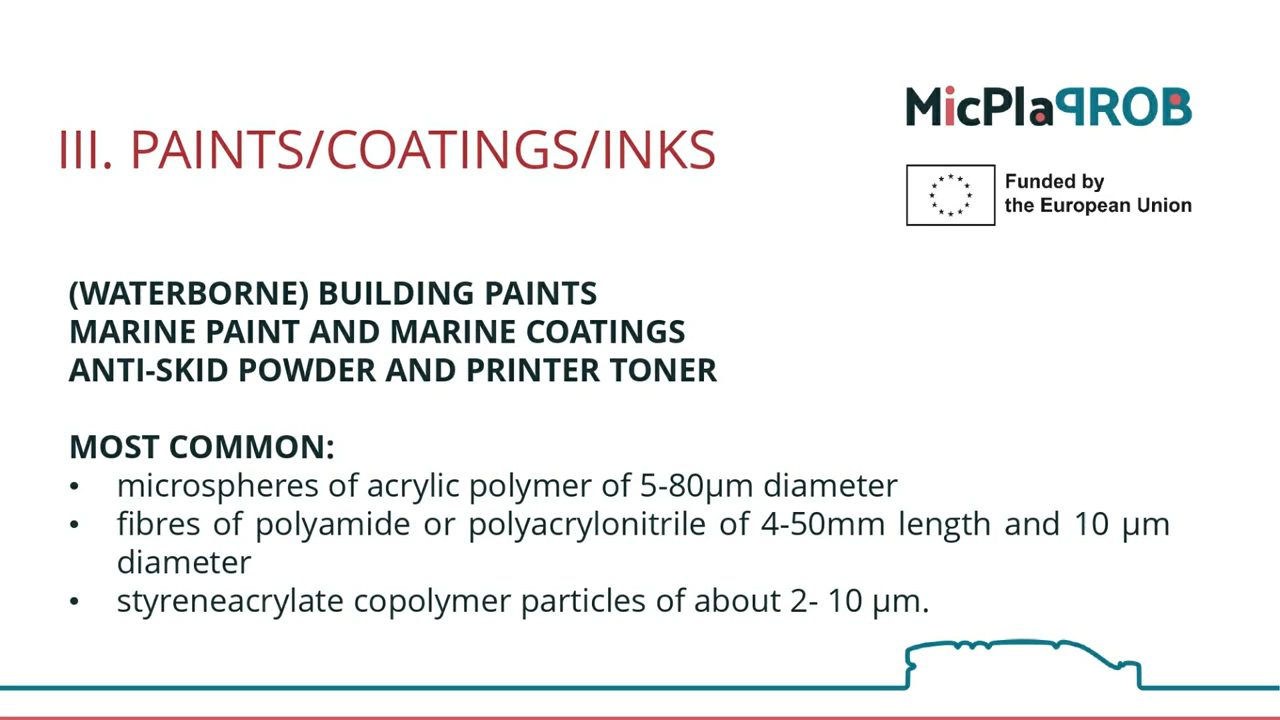 MicPlaPROB
III. PAINTS/COATINGS/INKS
Funded by
the European Union
(WATERBORNE) BUILDING PAINTS
MARINE PAINT AND MARINE COATINGS
ANTI-SKID POWDER AND PRINTER TONER
MOST COMMON:
• microspheres of acrylic polymer of 5-80µm diameter
• fibres of polyamide or polyacrylonitrile of 4-50mm length and 10 µm
diameter
• styreneacrylate copolymer particles of about 2- 10 µm.